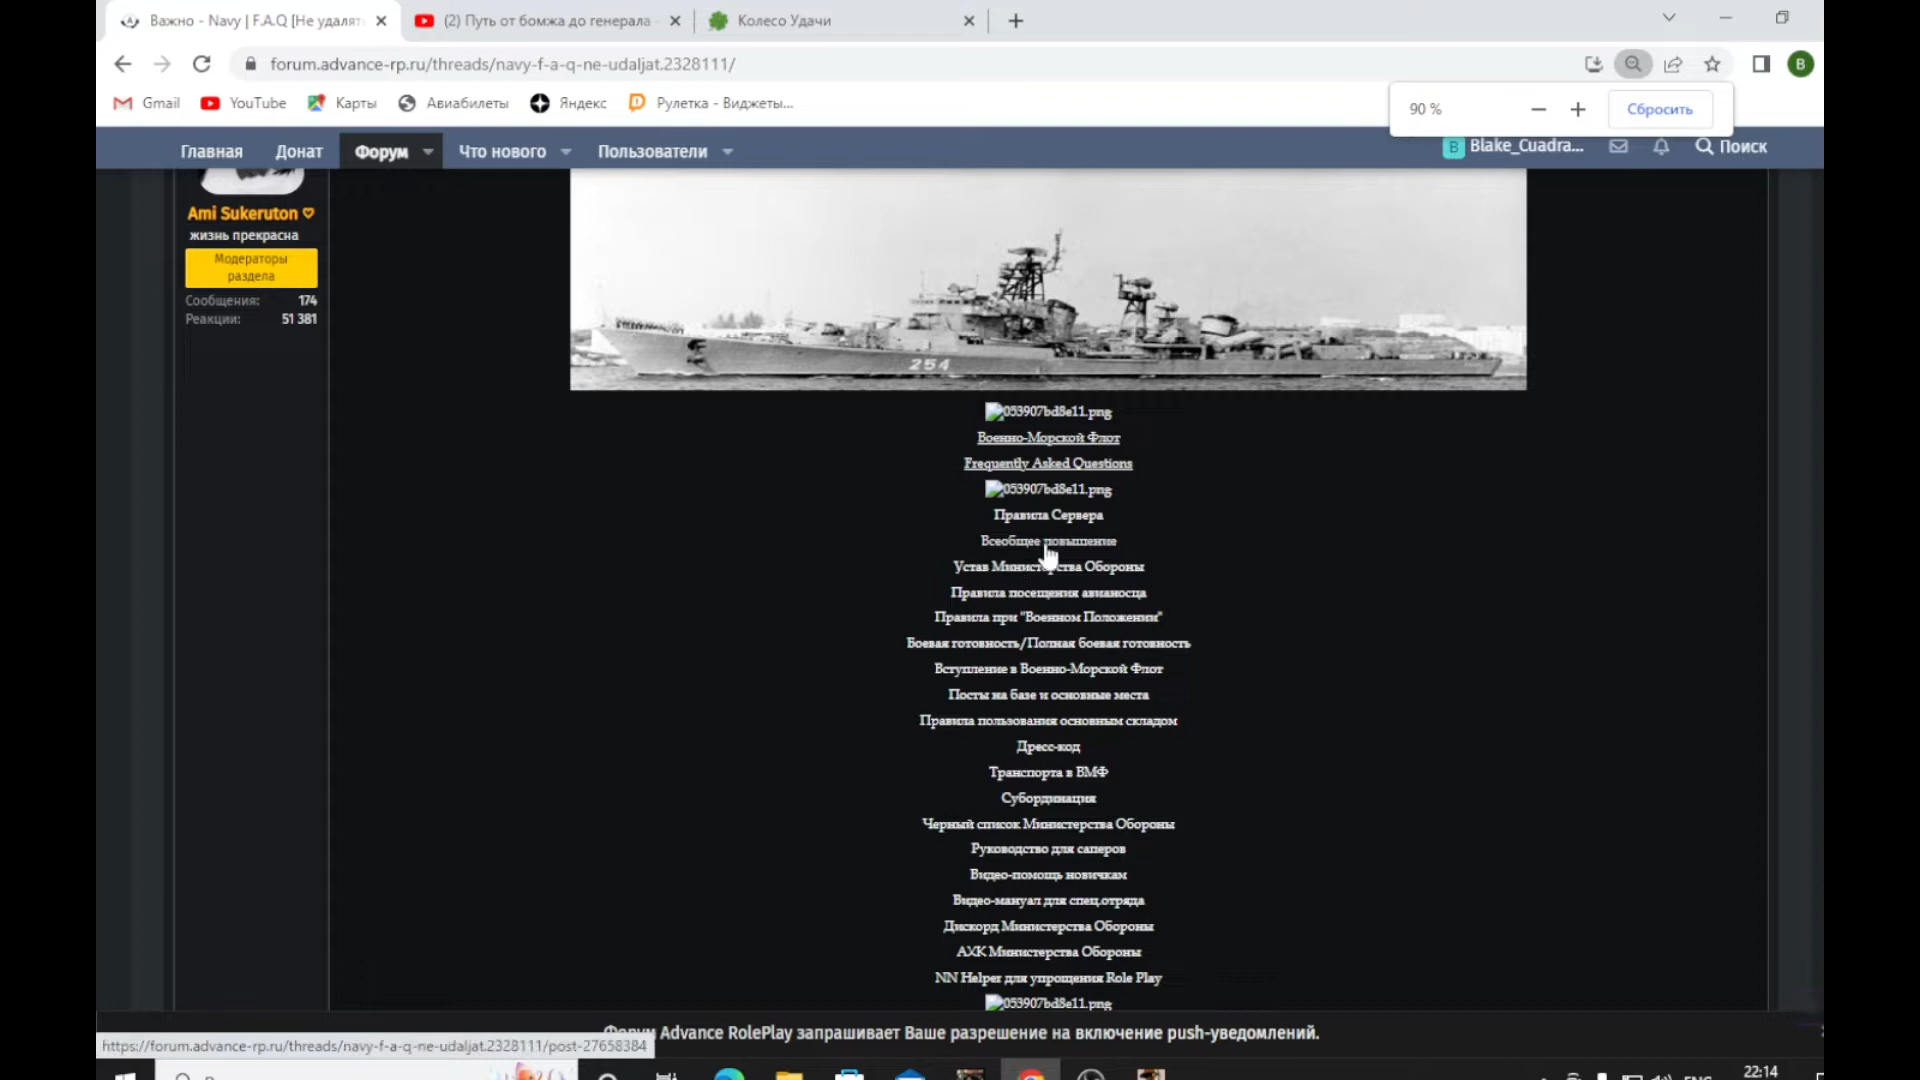 Важно - Navy | F.A.Q [Не удалят
(2) Путь от бомжа до генерала
Колесо Удачи
forum.advance-rp.ru/threads/navy-f-a-q-ne-udaljat.2328111/
B
Gmail
YouTube
Карты
Авиабилеты
Яндекс
Рулетка - Виджеты...
90 %
Сбросить
Главная
Донат
Форум
Что нового
Пользователи
B
Blake_Cuadra...
Поиск
Ami Sukeruton
жизнь прекрасна
Модераторы
раздела
Сообщения: 174
Реакции: 51 381
254
053907bd8e11.png
Военно-Морской Флот
Frequently Asked Questions
053907bd8e11.png
Правила Сервера
Всеобщее повышение
Устав Министерства Обороны
Правила посещения авианосца
Правила при "Военном Положении"
Боевая готовность/Полная боевая готовность
Вступление в Военно-Морской Флот
Посты на базе и основные места
Правила пользования основным складом
Дресс-код
Транспорта в ВМФ
Субординация
Черный список Министерства Обороны
Руководство для саперов
Видео-помощь новичкам
Видео-мануал для спец.отряда
Дискорд Министерства Обороны
АХК Министерства Обороны
NN Helper для упрощения Role Play
053907bd8e11.png
Форум Advance RolePlay запрашивает Ваше разрешение на включение push-уведомлений.
https://forum.advance-rp.ru/threads/navy-f-a-q-ne-udaljat.2328111/post-27658384
22:14